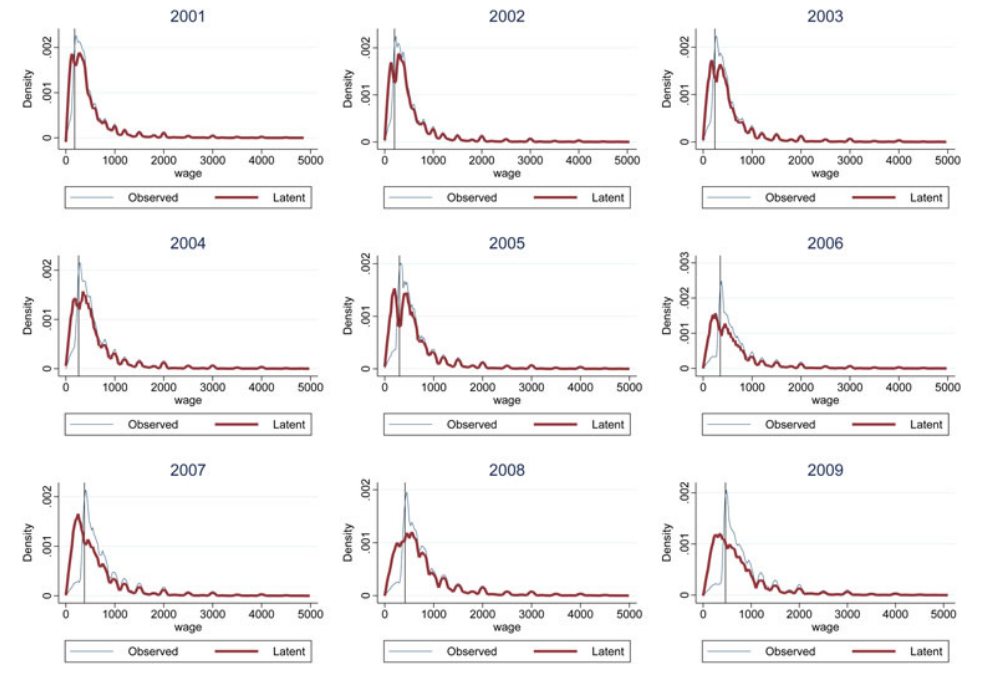 2001 2002 2003
Density .002 .001 0 Density .002 .001 0 Density .002 .001 0
0 1000 2000 3000 4000 5000 0 1000 2000 3000 4000 5000 0 1000 2000 3000 4000 5000
wage wage wage
Observed Latent Observed Latent Observed Latent
2004 2005 2006
Density .002 .001 0 Density .002 .001 0 Density .003 .002 .001 0
0 1000 2000 3000 4000 5000 0 1000 2000 3000 4000 5000 0 1000 2000 3000 4000 5000
wage wage wage
Observed Latent Observed Latent Observed Latent
2007 2008 2009
Density .002 .001 0 Density .002 .001 0 Density .002 .001 0
0 1000 2000 3000 4000 5000 0 1000 2000 3000 4000 5000 0 1000 2000 3000 4000 5000
wage wage wage
Observed Latent Observed Latent Observed Latent